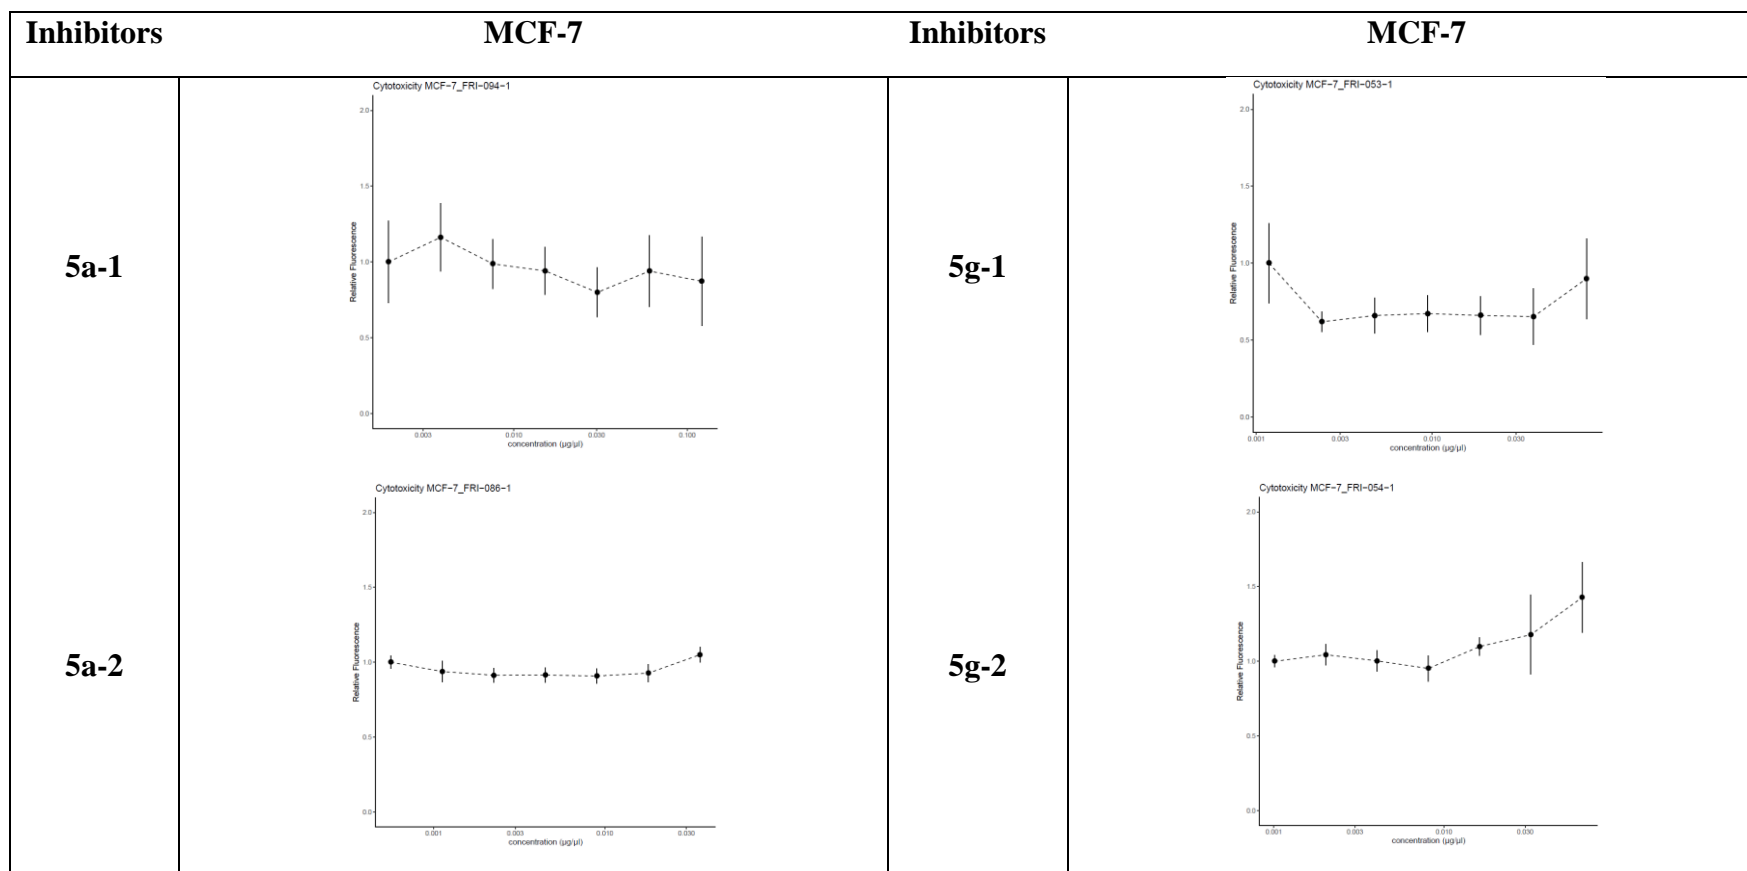 Inhibitors MCF-7 Inhibitors MCF-7
5a-1
Cytotoxicity MCF−7_FRI−094−1
2.0
1.5
1.0
0.5
0.0
Relative Fluorescence
0.003 0.010 0.030 0.100
concentration (µg/µl)
5g-1
Cytotoxicity MCF−7_FRI−053−1
2.0
1.5
1.0
0.5
0.0
Relative Fluorescence
0.001 0.003 0.010 0.030
concentration (µg/µl)
5a-2
Cytotoxicity MCF−7_FRI−086−1
2.0
1.5
1.0
0.5
0.0
Relative Fluorescence
0.001 0.003 0.010 0.030
concentration (µg/µl)
5g-2
Cytotoxicity MCF−7_FRI−054−1
2.0
1.5
1.0
0.5
0.0
Relative Fluorescence
0.001 0.003 0.010 0.030
concentration (µg/µl)